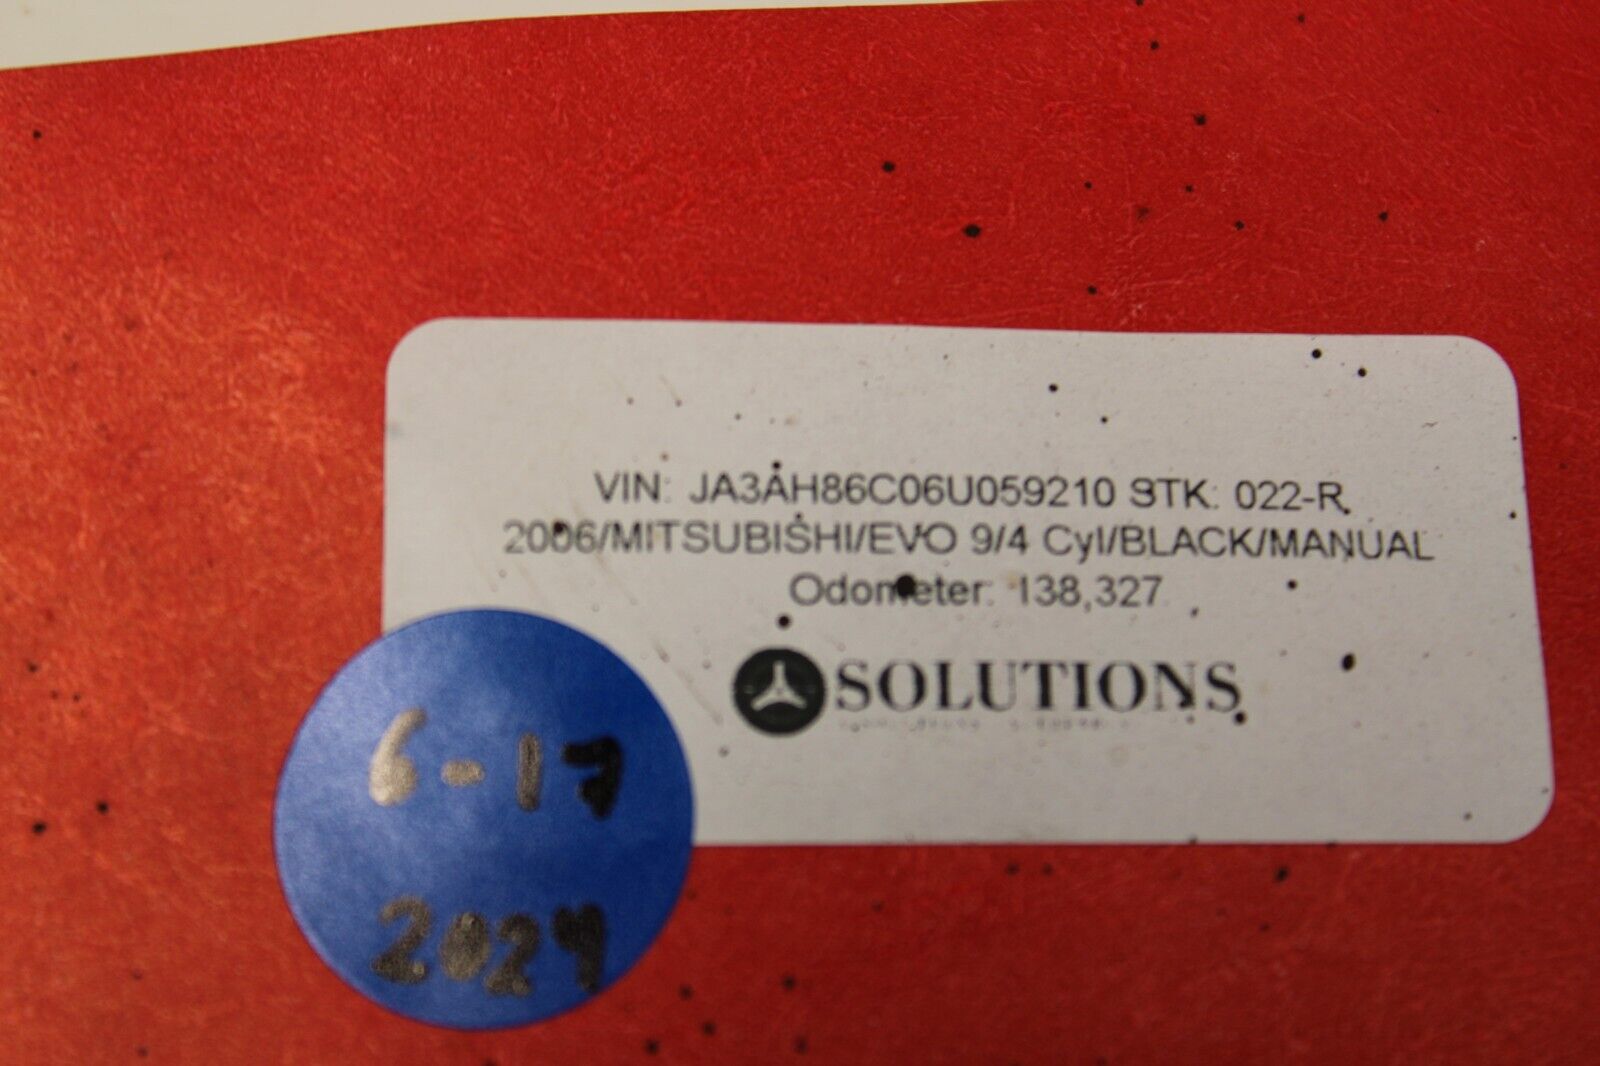 VIN: JA3AH86C06U059210 STK: 022-R
2006/MITSUBISHI/EVO 9/4 Cyl/BLACK/MANUAL
Odometer: 138,327
SOLUTIONS
6-17
2024